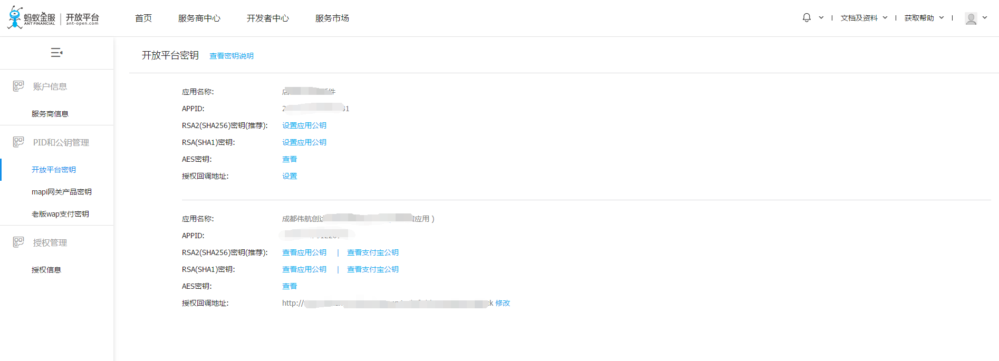 蚂蚁金服 ANT FINANCIAL 开放平台 ant-open.com
首页 服务商中心 开发者中心 服务市场
文档及资料 获取帮助
账户信息
服务商信息
PID和公钥管理
开放平台密钥
mapi网关产品密钥
老版wap支付密钥
授权管理
授权信息
开放平台密钥 查看密钥说明
应用名称: 件
APPID: 2 31
RSA2(SHA256)密钥(推荐): 设置应用公钥
RSA(SHA1)密钥: 设置应用公钥
AES密钥: 查看
授权回调地址: 设置
应用名称: 成都伟航创 应用 )
APPID:
RSA2(SHA256)密钥(推荐): 查看应用公钥 | 查看支付宝公钥
RSA(SHA1)密钥: 查看应用公钥 | 查看支付宝公钥
AES密钥: 查看
授权回调地址: http:// ck 修改